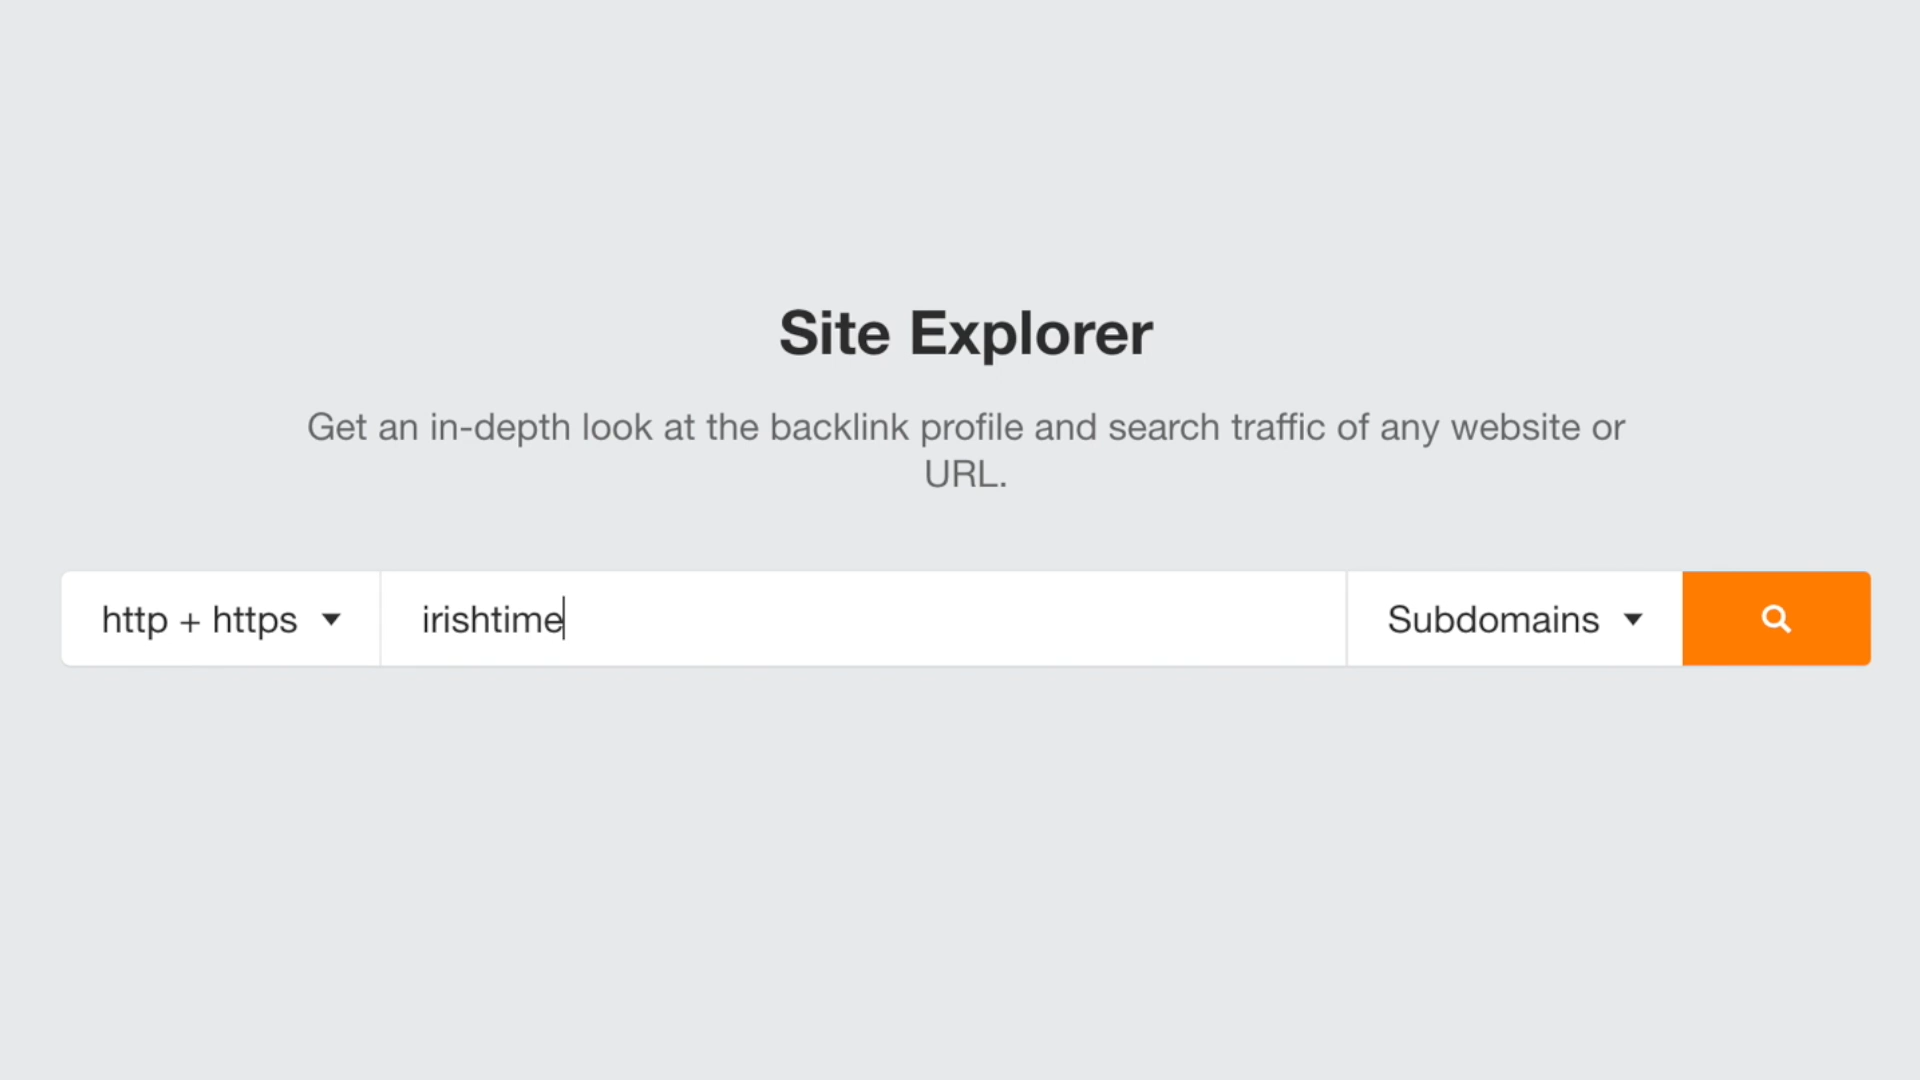 Site Explorer
Get an in-depth look at the backlink profile and search traffic of any website or
URL.
http + https irishtime Subdomains